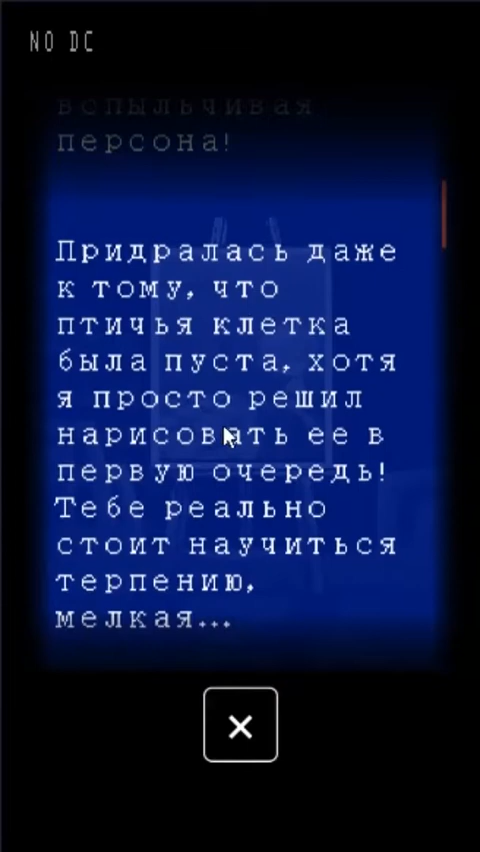 NO DC
вспыльчивая
персона!
Придралась даже
к тому, что
птичья клетка
была пуста, хотя
я просто решил
нарисовать ее в
первую очередь!
Тебе реально
стоит научиться
терпению,
мелкая...